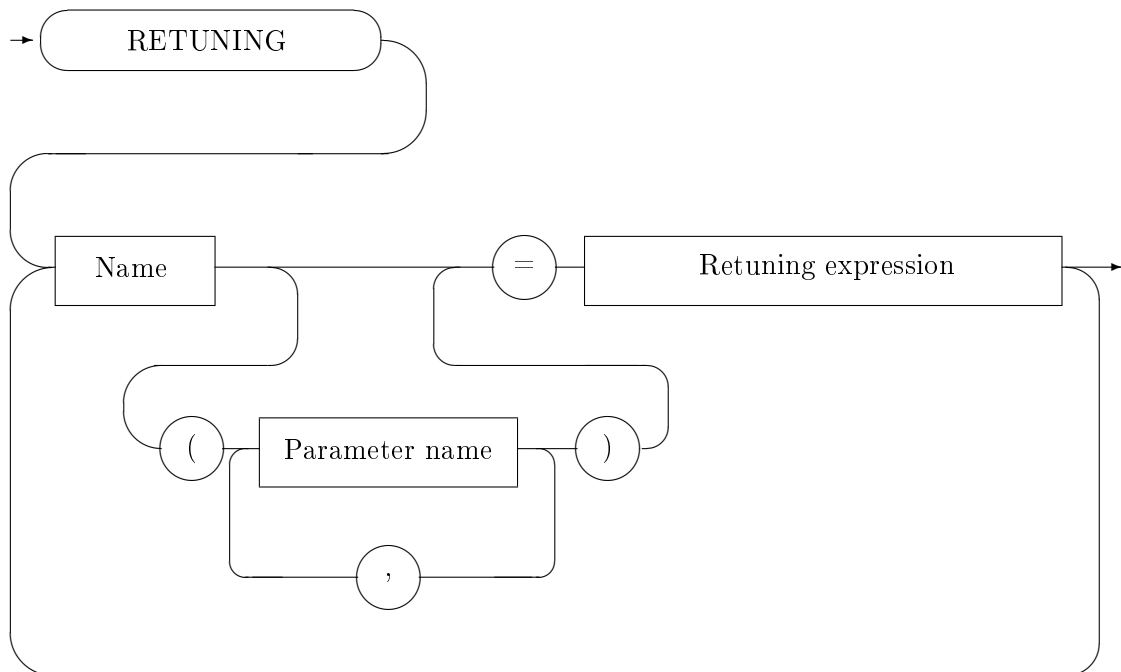 RETUNING
Name = Retuning expression
( Parameter name )
,